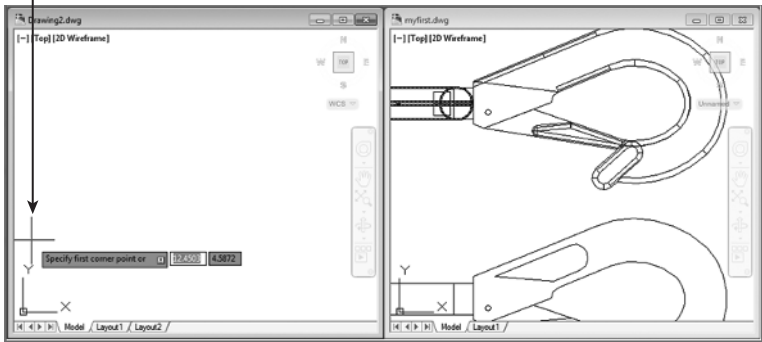 Drawing2.dwg
[−] [Top] [2D Wireframe]
N
W TOP E
S
WCS
Specify first corner point or 12.4503 4.5872
Y
X
Model Layout1 Layout2
myfirst.dwg
[−] [Top] [2D Wireframe]
N
W TOP E
S
Unnamed
Y
X
Model Layout1